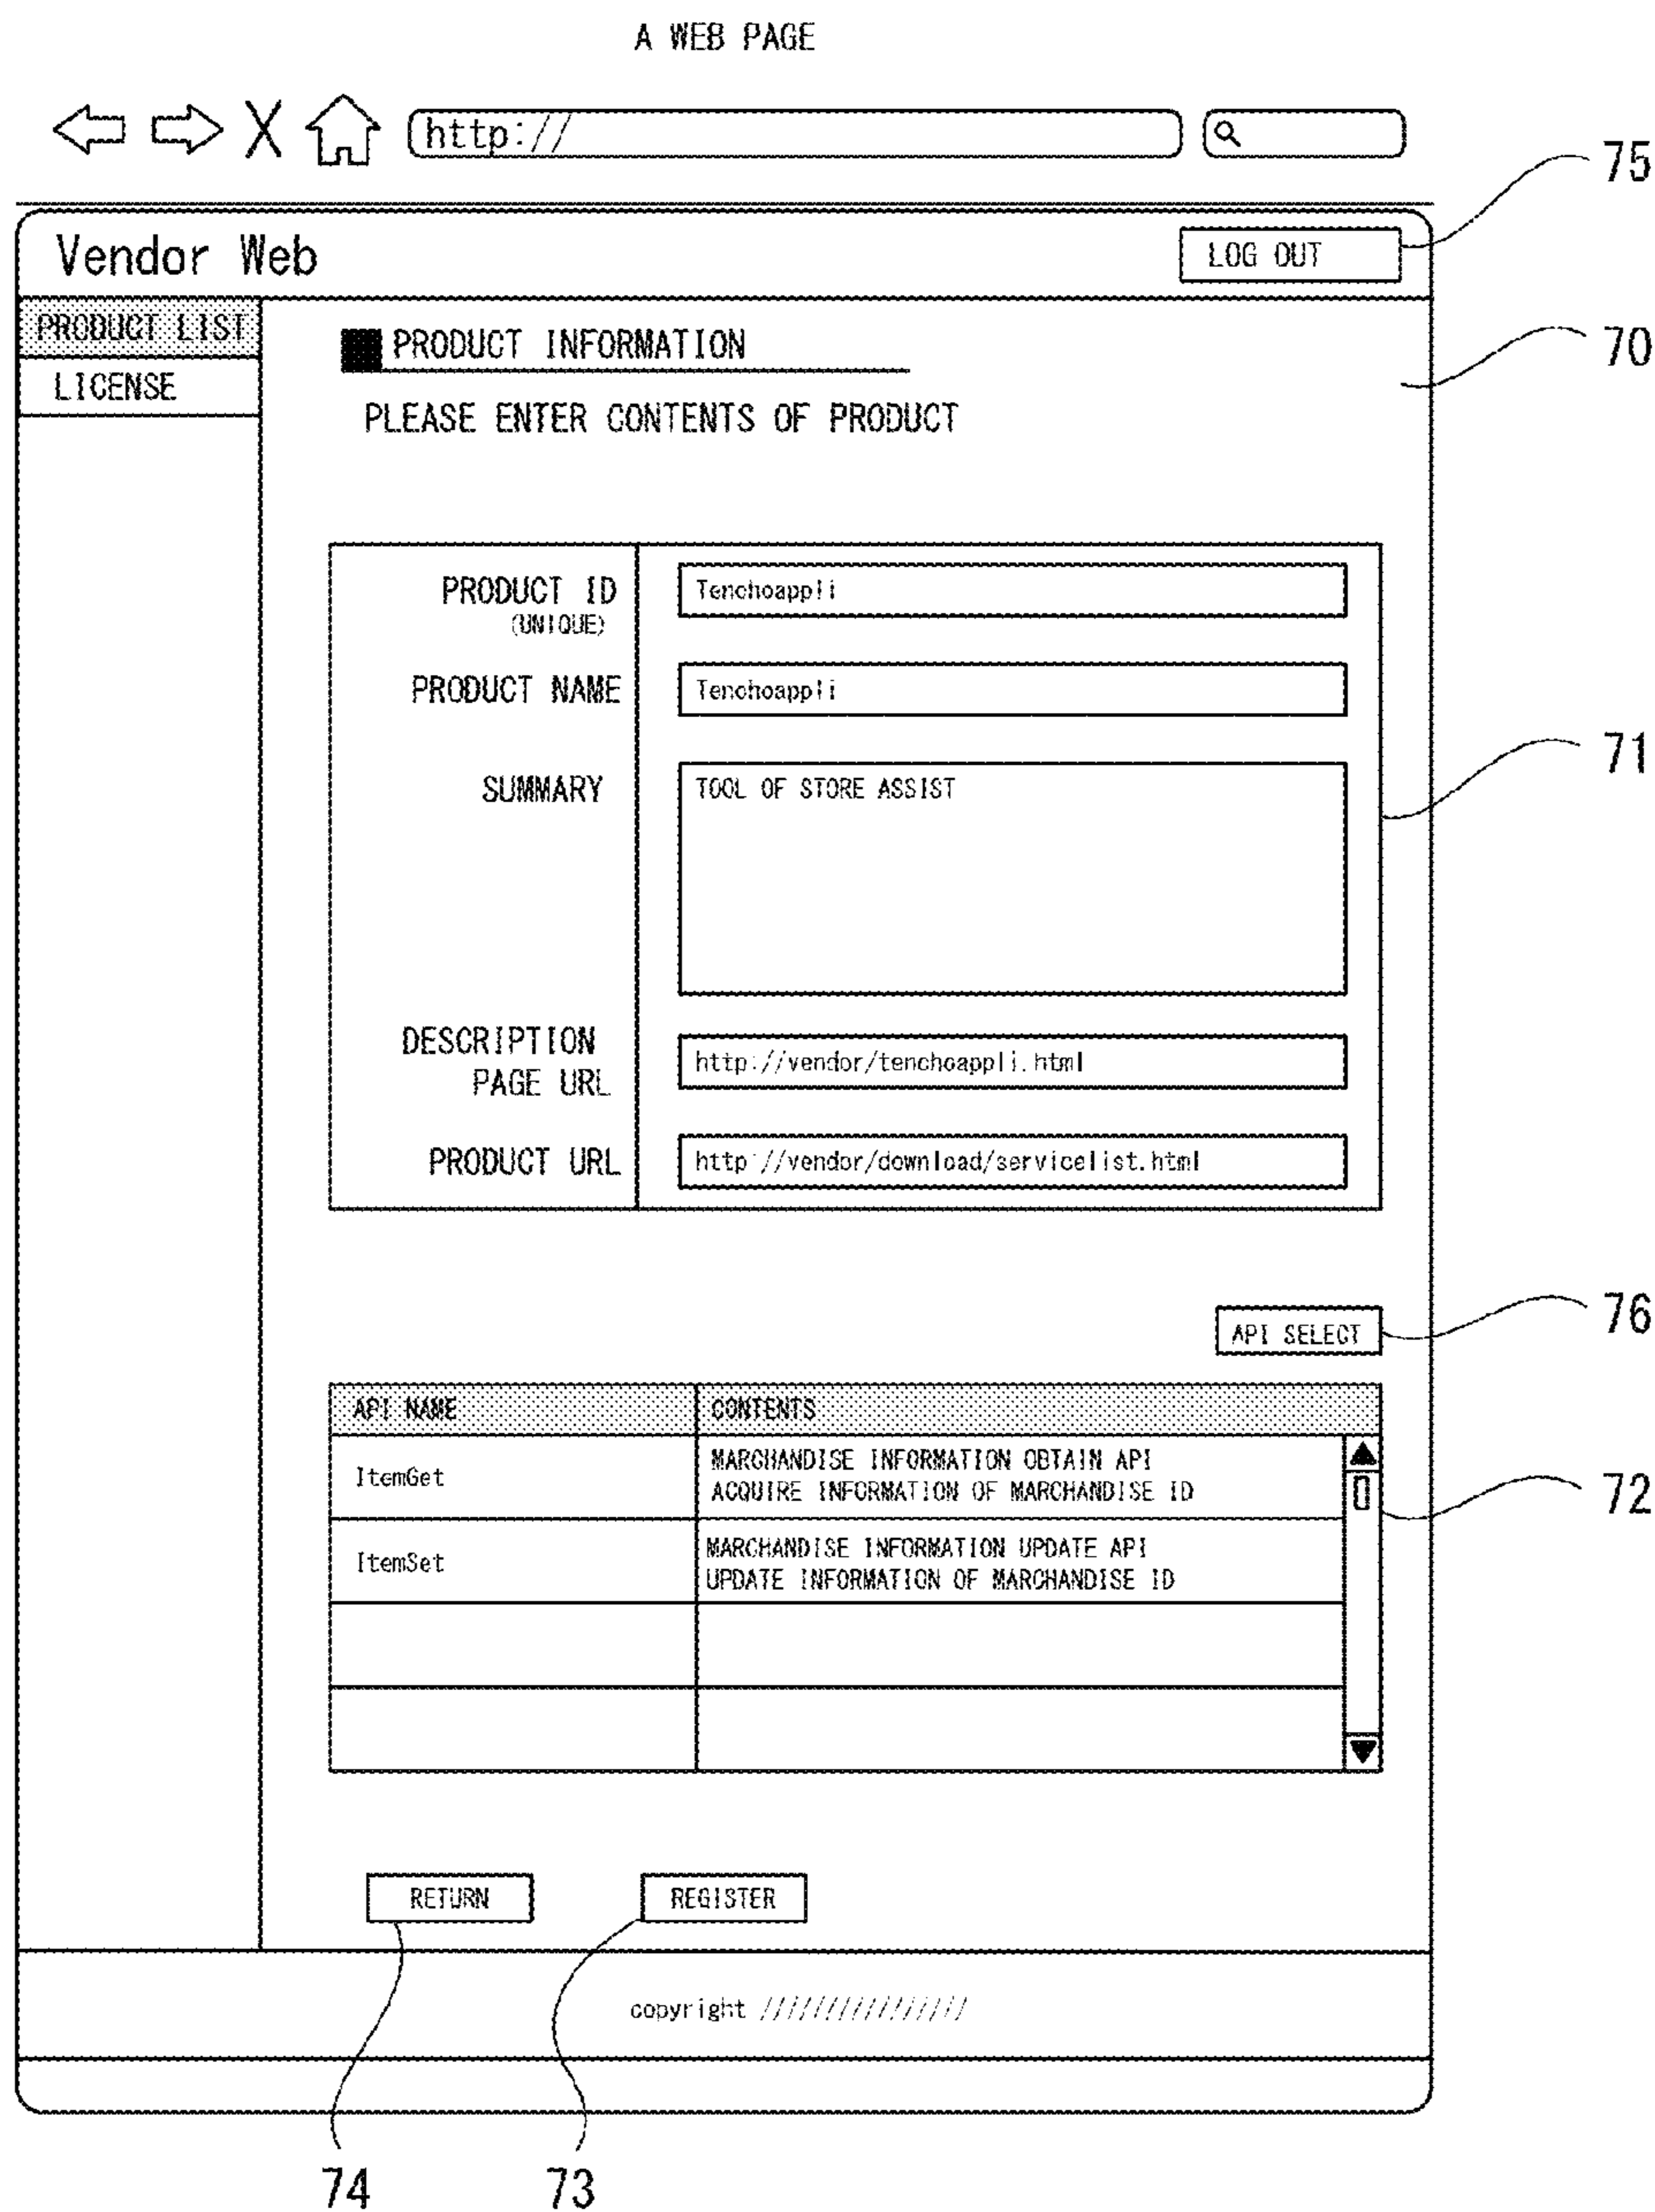 A WEB PAGE
http://
75
Vendor Web
LOG OUT
PRODUCT LIST
LICENSE
PRODUCT INFORMATION
70
PLEASE ENTER CONTENTS OF PRODUCT
PRODUCT ID
(UNIQUE)
Tenchoappli
PRODUCT NAME
Tenchoappli
71
SUMMARY
TOOL OF STORE ASSIST
DESCRIPTION
PAGE URL
http://vendor/tenchoappli.html
PRODUCT URL
http://vendor/download/servicelist.html
76
API SELECT
API NAME
CONTENTS
ItemGet
MARCHANDISE INFORMATION OBTAIN API
ACQUIRE INFORMATION OF MARCHANDISE ID
72
ItemSet
MARCHANDISE INFORMATION UPDATE API
UPDATE INFORMATION OF MARCHANDISE ID
RETURN
REGISTER
copyright ////////////////
74
73